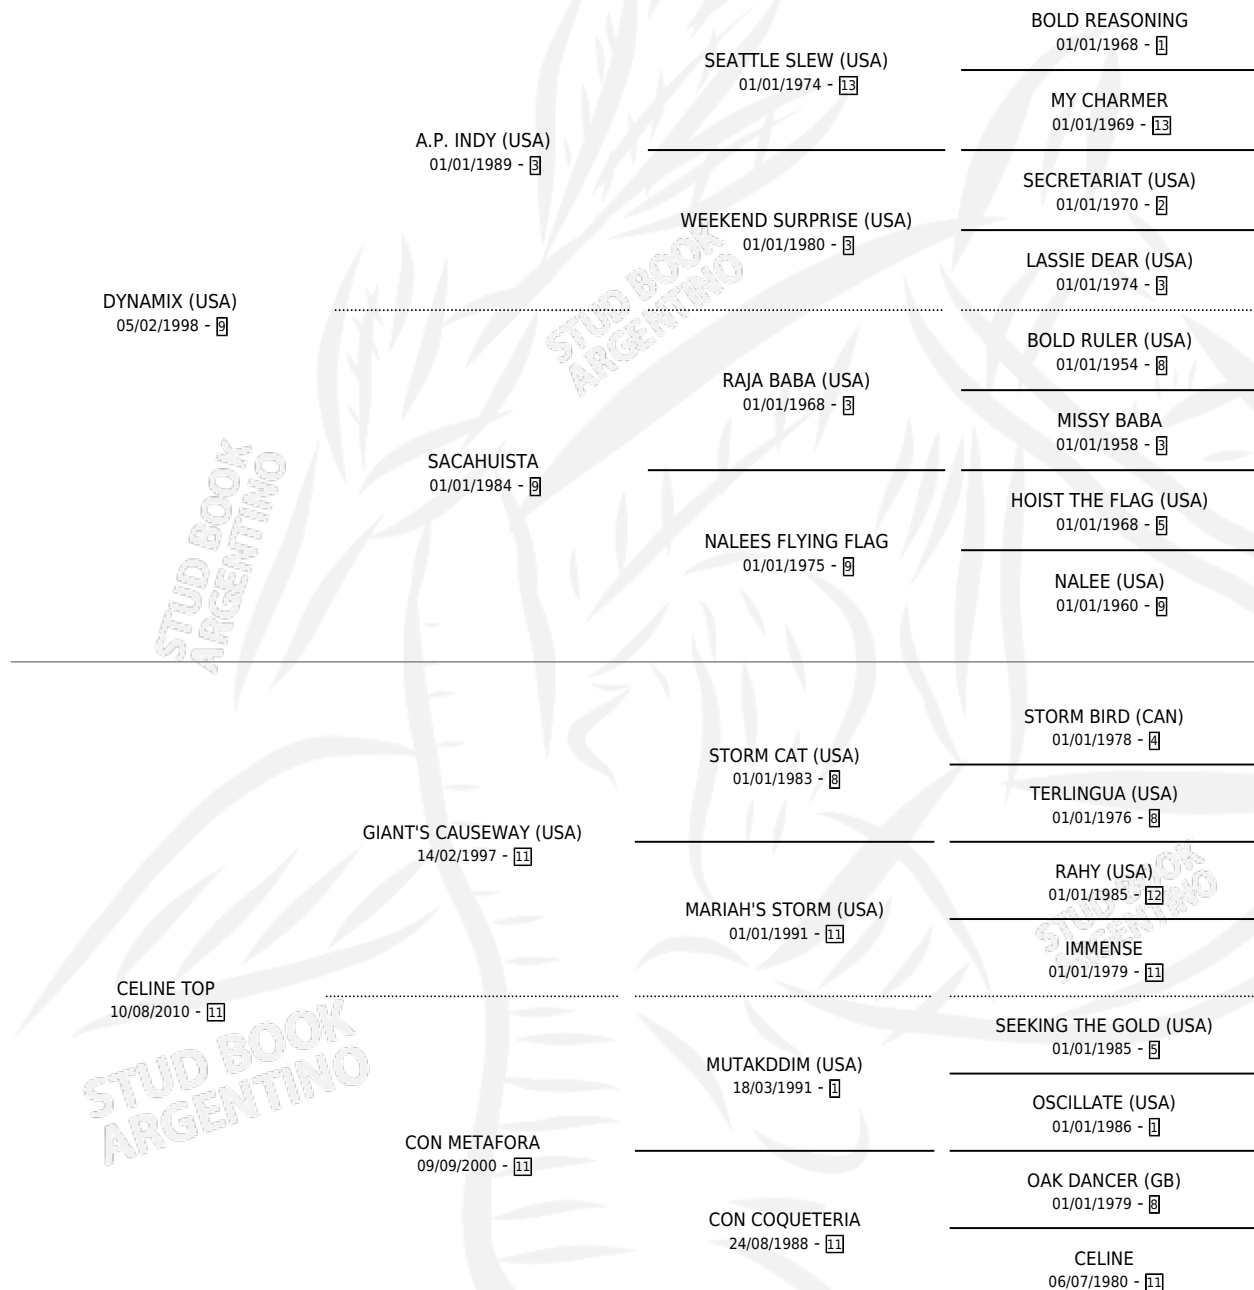 BOLD REASONING
01/01/1968 - 1
SEATTLE SLEW (USA)
01/01/1974 - 13
MY CHARMER
01/01/1969 - 13
A.P. INDY (USA)
01/01/1989 - 3
SECRETARIAT (USA)
01/01/1970 - 2
WEEKEND SURPRISE (USA)
01/01/1980 - 3
LASSIE DEAR (USA)
01/01/1974 - 3
DYNAMIX (USA)
05/02/1998 - 9
BOLD RULER (USA)
01/01/1954 - 8
RAJA BABA (USA)
01/01/1968 - 3
MISSY BABA
01/01/1958 - 3
SACAHUISTA
01/01/1984 - 9
HOIST THE FLAG (USA)
01/01/1968 - 5
NALEES FLYING FLAG
01/01/1975 - 9
NALEE (USA)
01/01/1960 - 9
STORM BIRD (CAN)
01/01/1978 - 4
STORM CAT (USA)
01/01/1983 - 8
TERLINGUA (USA)
01/01/1976 - 8
GIANT'S CAUSEWAY (USA)
14/02/1997 - 11
RAHY (USA)
01/01/1985 - 12
MARIAH'S STORM (USA)
01/01/1991 - 11
IMMENSE
01/01/1979 - 11
CELINE TOP
10/08/2010 - 11
SEEKING THE GOLD (USA)
01/01/1985 - 5
MUTAKDDIM (USA)
18/03/1991 - 1
OSCILLATE (USA)
01/01/1986 - 1
CON METAFORA
09/09/2000 - 11
OAK DANCER (GB)
01/01/1979 - 8
CON COQUETERIA
24/08/1988 - 11
CELINE
06/07/1980 - 11
STUD BOOK
ARGENTINO
STUD BOOK
ARGENTINO
STUD BOOK
ARGENTINO
STUD BOOK
ARGENTINO